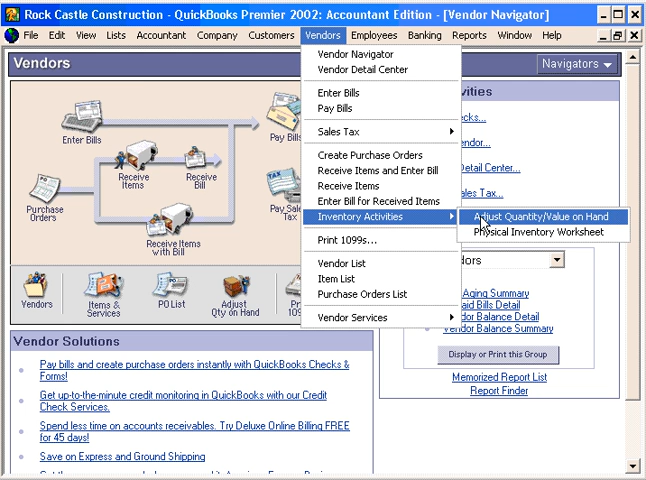 Rock Castle Construction - QuickBooks Premier 2002: Accountant Edition - [Vendor Navigator]
File Edit View Lists Accountant Company Customers Vendors Employees Banking Reports Window Help
Vendors
Navigators
Vendor Navigator
Vendor Detail Center
Enter Bills
Pay Bills
Sales Tax
Create Purchase Orders
Receive Items and Enter Bill
Receive Items
Enter Bill for Received Items
Inventory Activities
Print 1099s...
Vendor List
Item List
Purchase Orders List
Vendor Services
Adjust Quantity/Value on Hand
Physical Inventory Worksheet
Enter Bills
Pay Bills
Receive
Items
Receive
Bill
Purchase
Orders
Pay Sales
Tax
Receive Items
with Bill
Vendors
Items &
Services
PO List
Adjust
Qty on Hand
ities
cks...
ndor...
Detail Center...
les Tax...
dors
Aging Summary
aid Bills Detail
endor Balance Detail
Vendor Balance Summary
Display or Print this Group
Memorized Report List
Report Finder
Vendor Solutions
Pay bills and create purchase orders instantly with QuickBooks Checks &
Forms!
Get up-to-the-minute credit monitoring in QuickBooks with our Credit
Check Services.
Spend less time on accounts receivables. Try Deluxe Online Billing FREE
for 45 days!
Save on Express and Ground Shipping